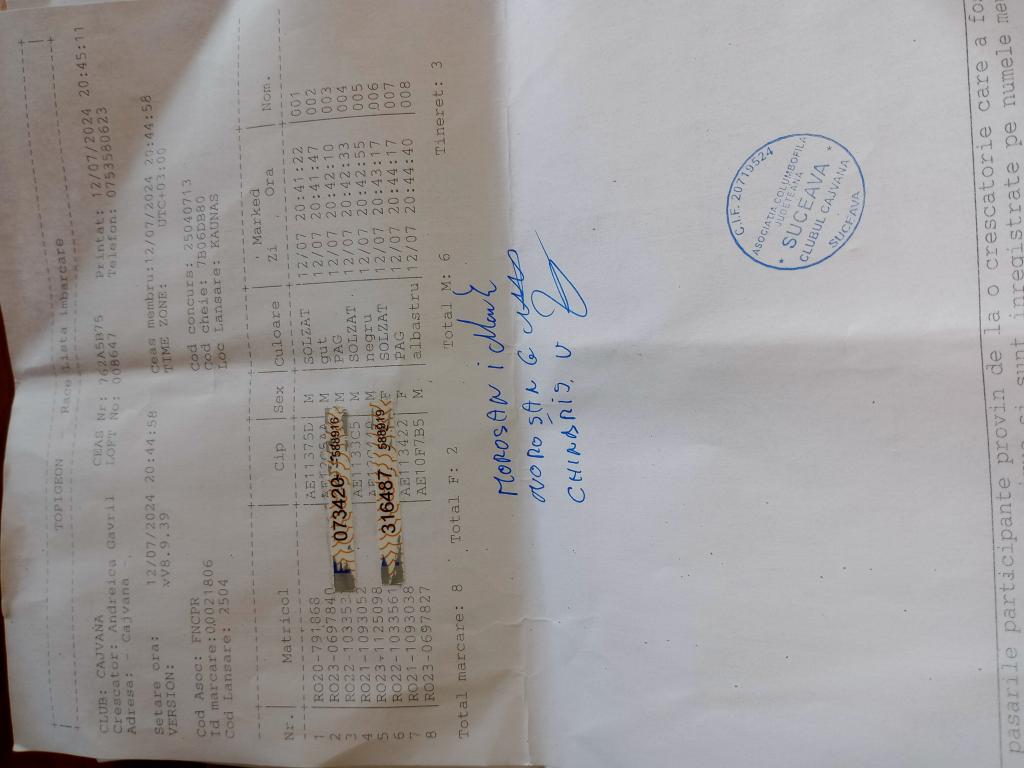 TOPIGEON - Race Lista imbarcare
CLUB: CAJVANA CEAS Nr: 762A5B75 Printat: 12/07/2024 20:45:11
Crescator: Andreica Gavril LOFT No: 008647 Telefon: 0753580623
Adresa: - Cajvana
Setare ora: 12/07/2024 20:44:58 Ceas membru:12/07/2024 20:44:58
VERSION: vV8.9.39 TIME ZONE: UTC+03:00
Cod Asoc: FNCPR Cod concurs: 25040713
Id marcare:00021806 Cod cheie: 7B06DB80
Cod Lansare: 2504 Loc Lansare: KAUNAS
Marked
Nr. Matricol Cip Sex Culoare Zi Ora Nom.
1 RO20-791868 AE11375D M SOLZAT 12/07 20:41:22 001
2 RO23-0697840 M gut 12/07 20:41:47 002
3 RO22-1033353 M PAG 12/07 20:42:10 003
4 RO21-1093052 AE1133C5 M SOLZAT 12/07 20:42:33 004
5 RO23-1125098 M negru 12/07 20:42:55 005
6 RO22-1033561 F SOLZAT 12/07 20:43:17 006
7 RO21-1093038 AE113422 F PAG 12/07 20:44:17 007
8 RO23-0697827 AE10F7B5 M albastru 12/07 20:44:40 008
073420 588916
316487 588919
Total marcare: 8 Total F: 2 Total M: 6 Tineret: 3
MOROSAN
MOROSAN G
CHINDRIS. V
C.I.F. 20719524
ASOCIATIA COLUMBOFILA
JUDETEANA
SUCEAVA
CLUBUL CAJVANA
SUCEAVA
pasarile participante provin de la o crescatorie care a fo
si sunt inregistrate pe numele me